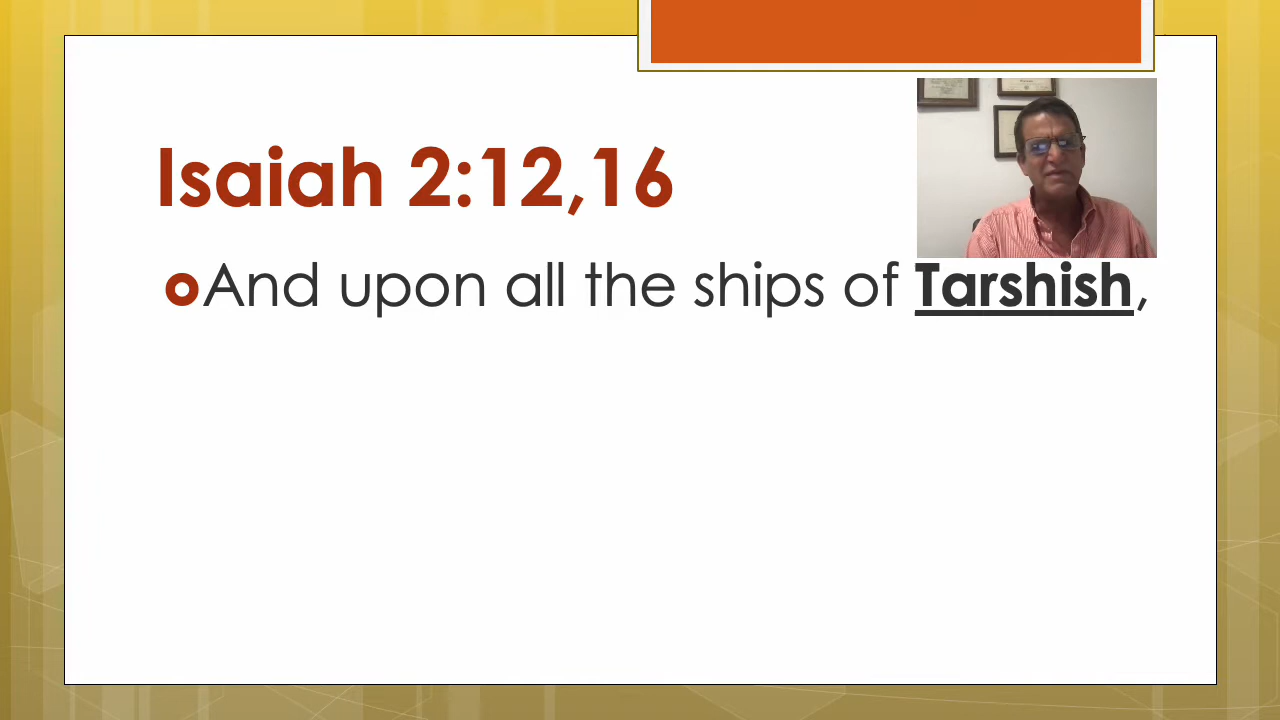 Isaiah 2:12,16
And upon all the ships of Tarshish,